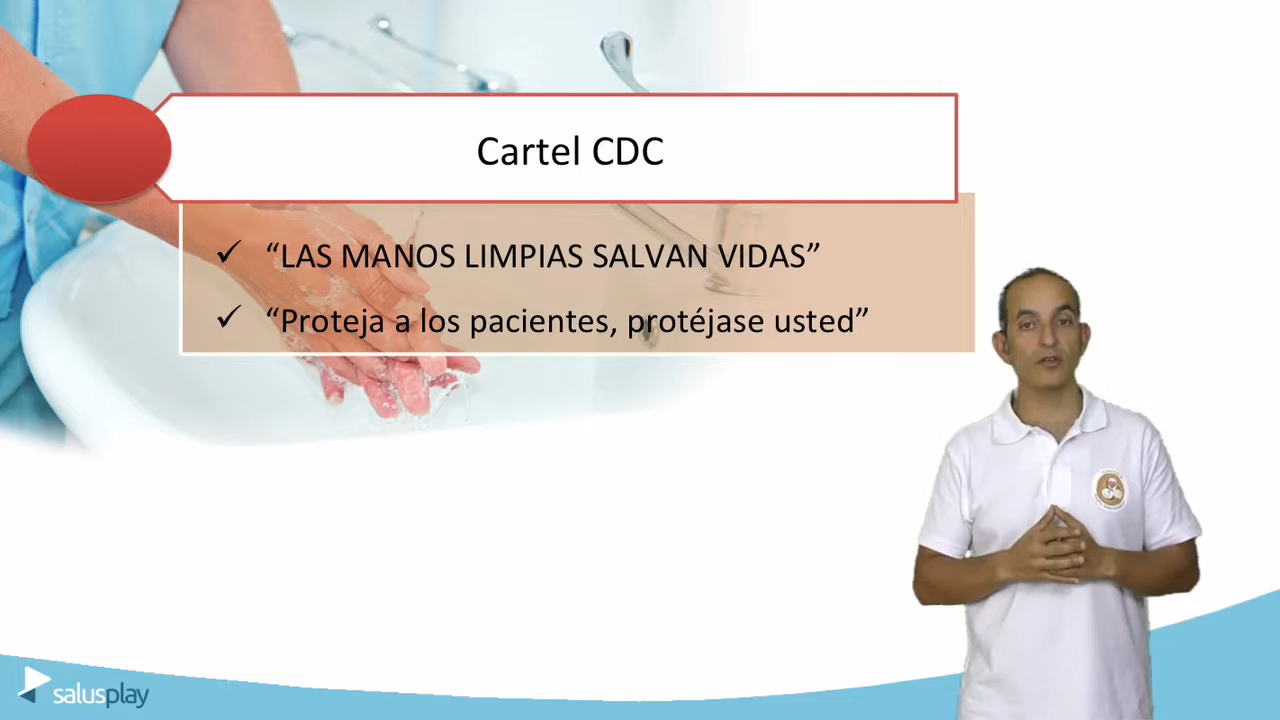 Cartel CDC
✓ “LAS MANOS LIMPIAS SALVAN VIDAS”
✓ “Proteja a los pacientes, protéjase usted”
salusplay